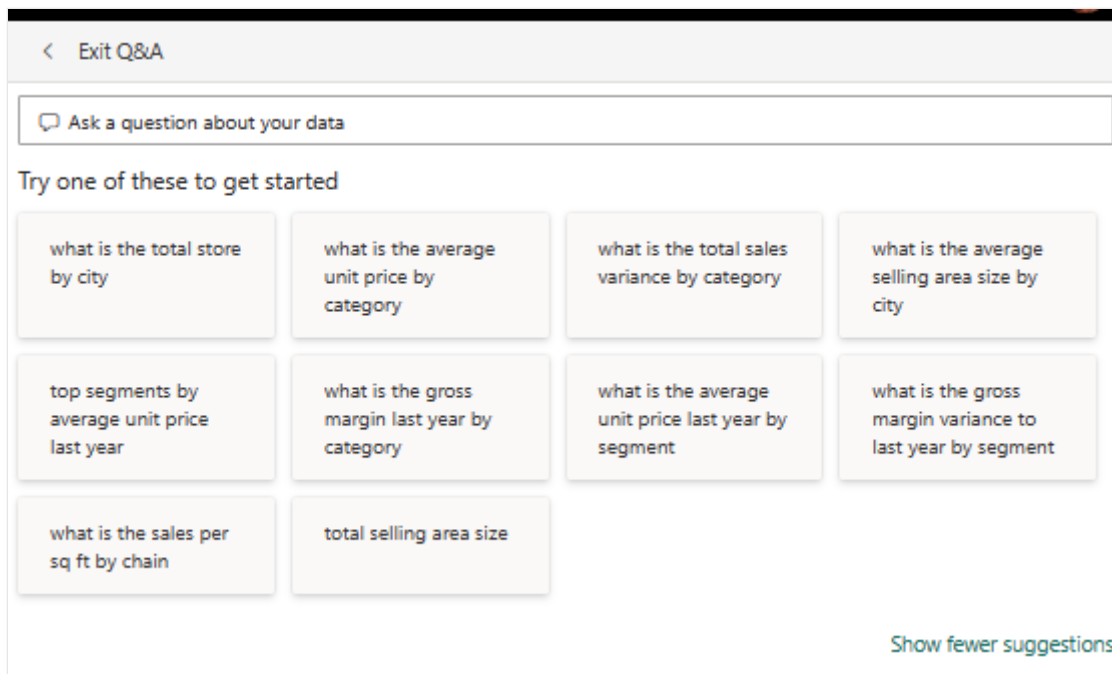 Exit Q&A
Ask a question about your data
Try one of these to get started
what is the total store
by city
what is the average
unit price by
category
what is the total sales
variance by category
what is the average
selling area size by
city
top segments by
average unit price
last year
what is the gross
margin last year by
category
what is the average
unit price last year by
segment
what is the gross
margin variance to
last year by segment
what is the sales per
sq ft by chain
total selling area size
Show fewer suggestions